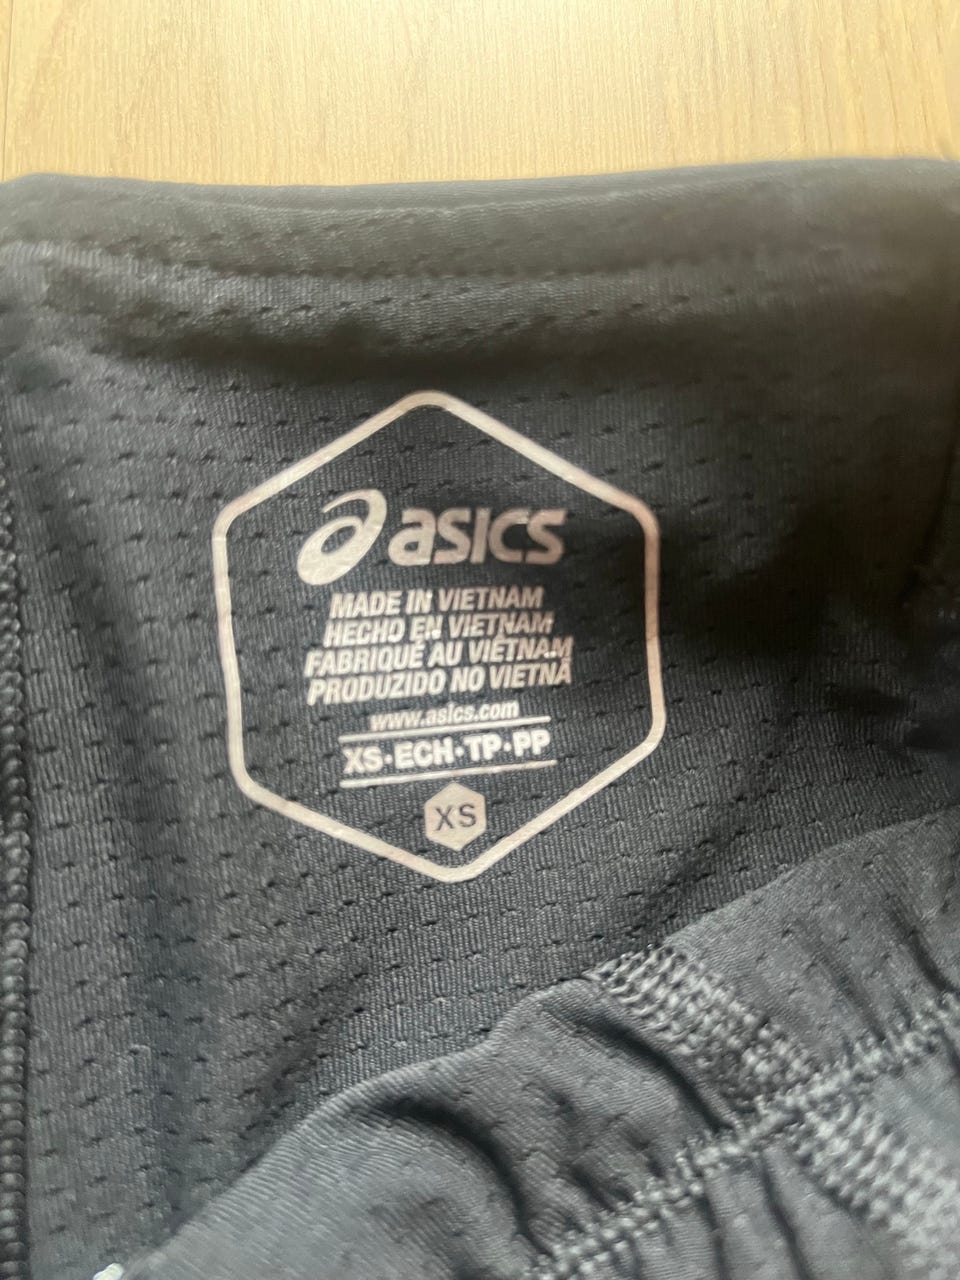 asics
MADE IN VIETNAM
HECHO EN VIETNAM
FABRIQUÉ AU VIÊTNAM
PRODUZIDO NO VIETNÃ
www.asics.com
XS·ECH·TP·PP
XS